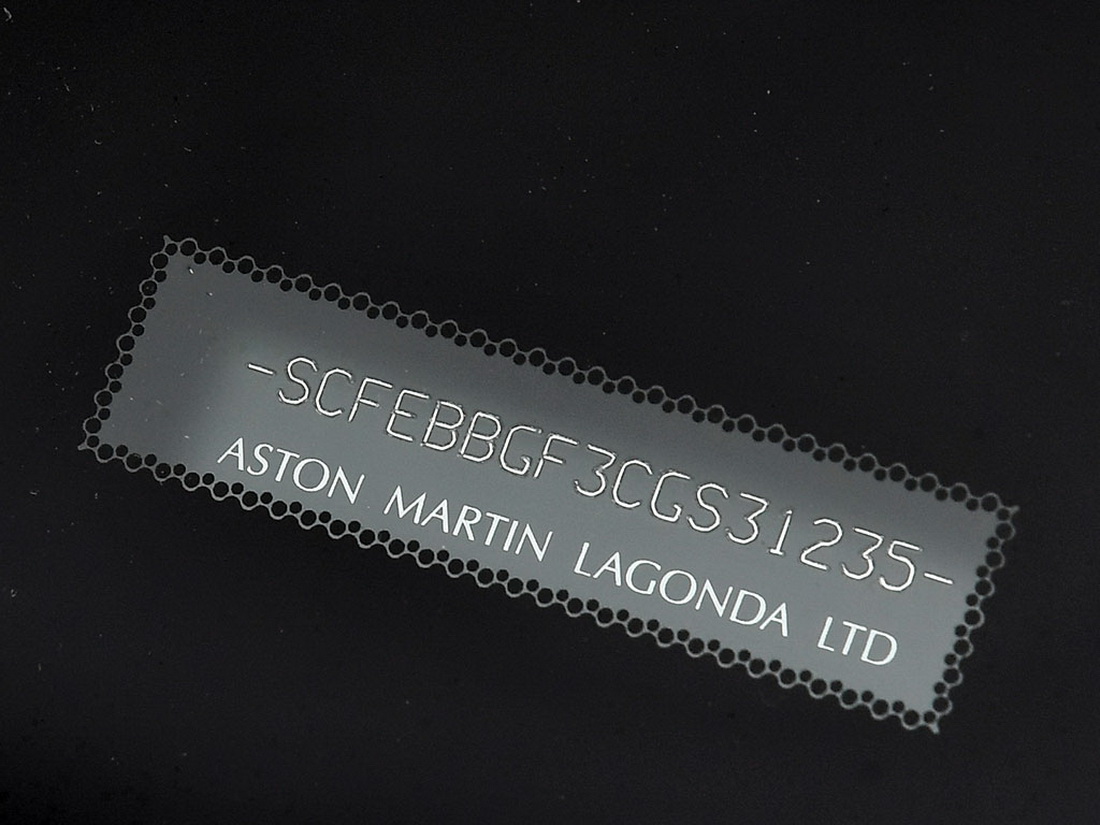 -SCFEBBGF3CGS31235-
ASTON MARTIN LAGONDA LTD